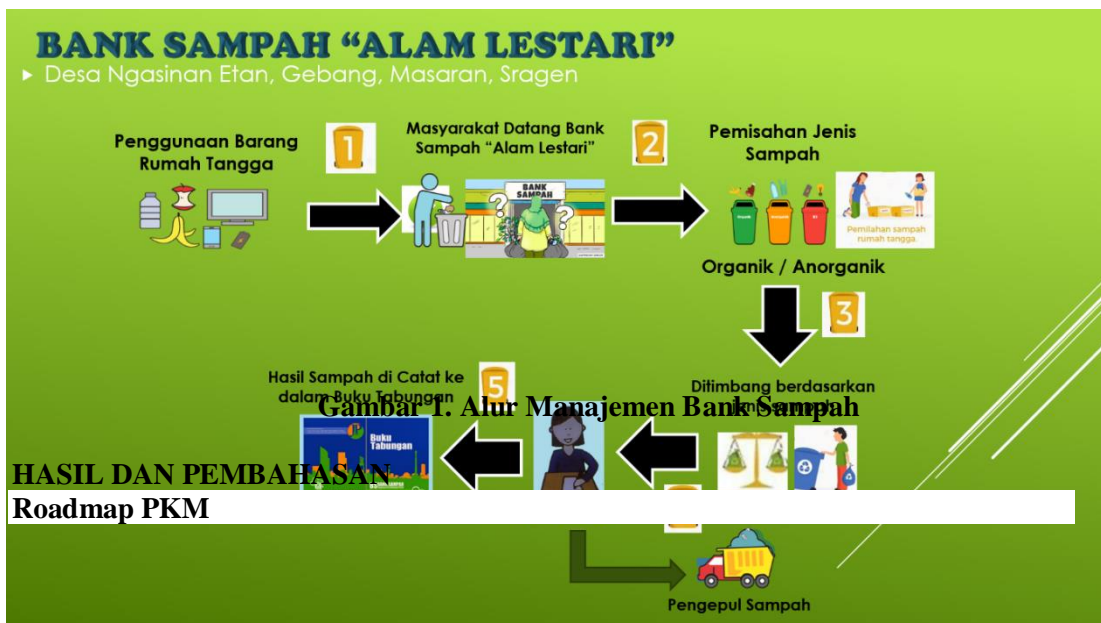 BANK SAMPAH “ALAM LESTARI”
Desa Ngasinan Etan, Gebang, Masaran, Sragen
Penggunaan Barang
Rumah Tangga
1
Masyarakat Datang Bank
Sampah “Alam Lestari”
BANK
SAMPAH
2
Pemisahan Jenis
Sampah
Pemilahan sampah
rumah tangga
Organik / Anorganik
3
Ditimbang berdasarkan
Hasil Sampah di Catat ke
dalam Buku Tabungan
5
Gambar 1. Alur Manajemen Bank Sampah
Buku
Tabungan
HASIL DAN PEMBAHASAN
Roadmap PKM
Pengepul Sampah